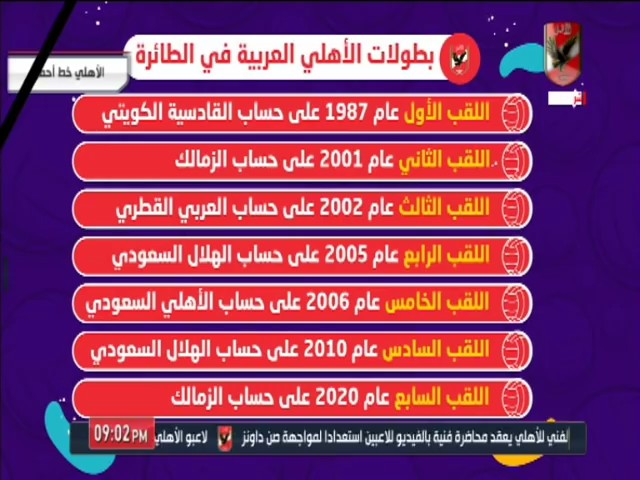 بطولات الأهلي العربية في الطائرة
الأهلي خط أحمر
اللقب الأول عام 1987 على حساب القادسية الكويتي
اللقب الثاني عام 2001 على حساب الزمالك
اللقب الثالث عام 2002 على حساب العربي القطري
اللقب الرابع عام 2005 على حساب الهلال السعودي
اللقب الخامس عام 2006 على حساب الأهلي السعودي
اللقب السادس عام 2010 على حساب الهلال السعودي
اللقب السابع عام 2020 على حساب الزمالك
لفني للأهلي يعقد محاضرة فنية بالفيديو للاعبين استعدادا لمواجهة صن داونز
لاعبو الأهلي
09:02 PM